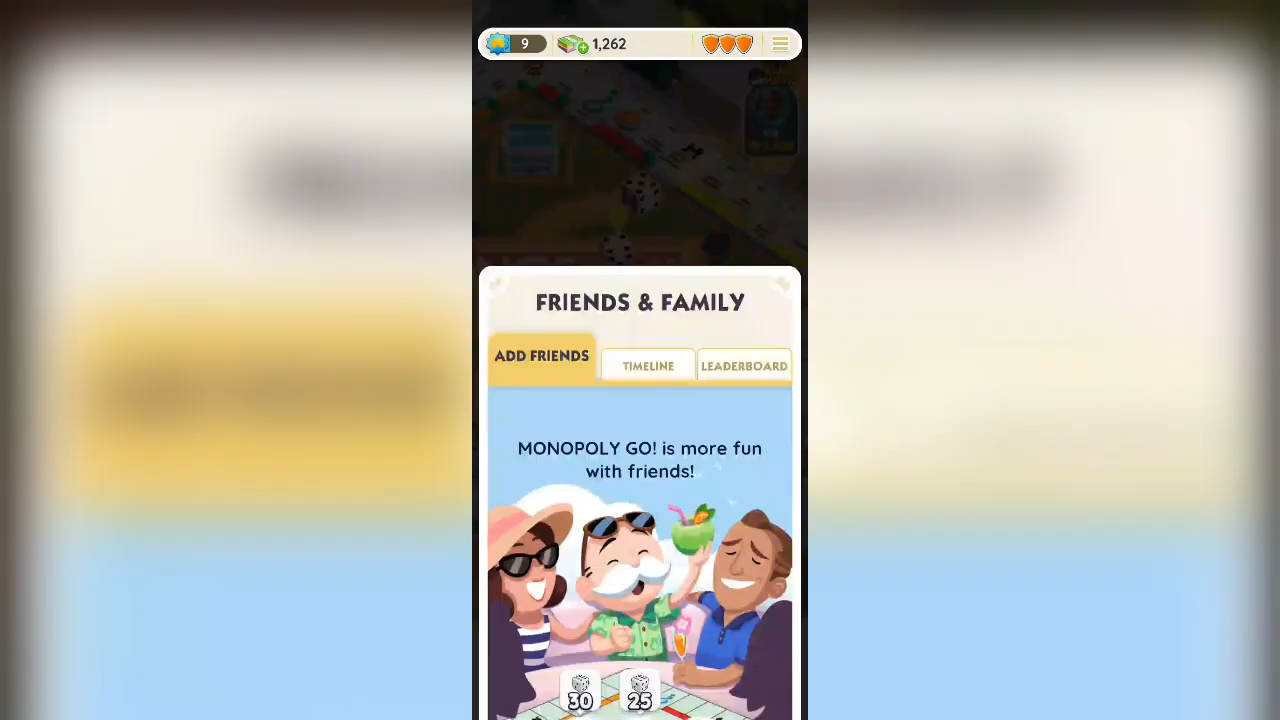 9
1,262
FRIENDS & FAMILY
ADD FRIENDS
TIMELINE
LEADERBOARD
MONOPOLY GO! is more fun
with friends!
30
25